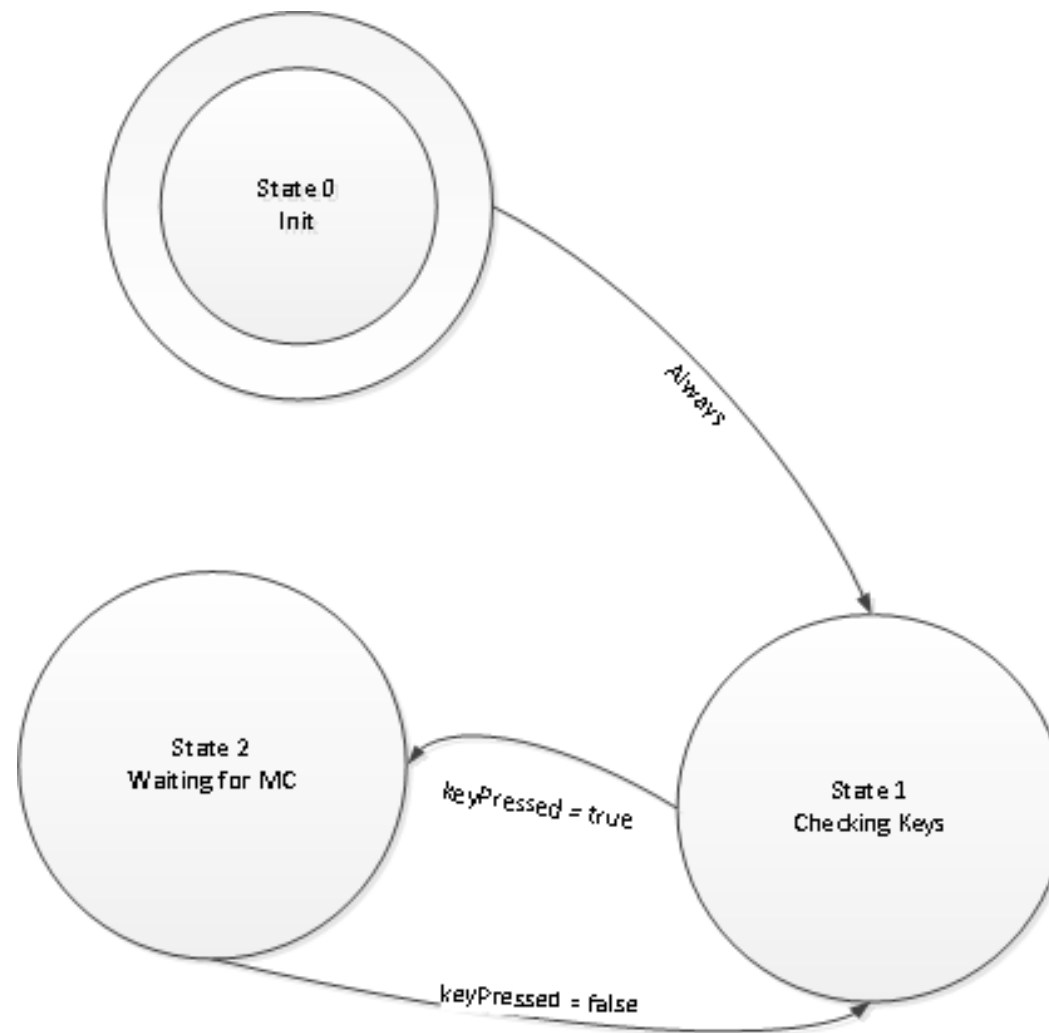 State 0
Init
Always
State 2
Waiting for MC
keyPressed = true
State 1
Checking Keys
keyPressed = false